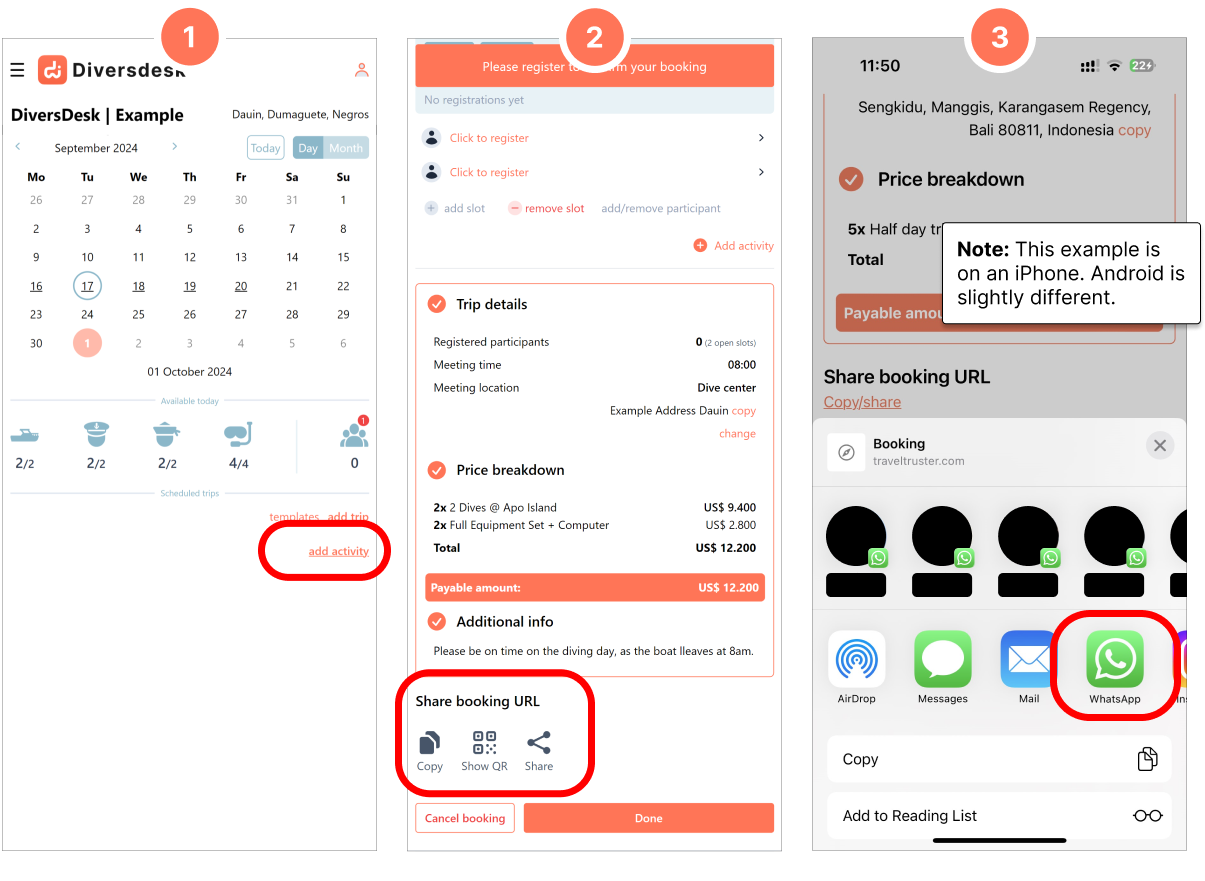 1
Diversdesk
DiversDesk | Example
Dauin, Dumaguete, Negros
September 2024
Today
Day
Month
Mo Tu We Th Fr Sa Su
26 27 28 29 30 31 1
2 3 4 5 6 7 8
9 10 11 12 13 14 15
16 17 18 19 20 21 22
23 24 25 26 27 28 29
30 1 2 3 4 5 6
01 October 2024
Available today
1
2/2 2/2 2/2 4/4 0
Scheduled trips
templates add trip
add activity
2
Please register to your booking
No registrations yet
Click to register
Click to register
add slot remove slot add/remove participant
Add activity
Trip details
Registered participants 0 (2 open slots)
Meeting time 08:00
Meeting location Dive center
Example Address Dauin copy
change
Price breakdown
2x 2 Dives @ Apo Island US$ 9.400
2x Full Equipment Set + Computer US$ 2.800
Total US$ 12.200
Payable amount: US$ 12.200
Additional info
Please be on time on the diving day, as the boat lleaves at 8am.
Share booking URL
Copy Show QR Share
Cancel booking Done
3
11:50
22
Sengkidu, Manggis, Karangasem Regency,
Bali 80811, Indonesia copy
Price breakdown
5x Half day tr
Total
Payable amou
Note: This example is
on an iPhone. Android is
slightly different.
Share booking URL
Copy/share
Booking
traveltruster.com
AirDrop Messages Mail WhatsApp
Copy
Add to Reading List